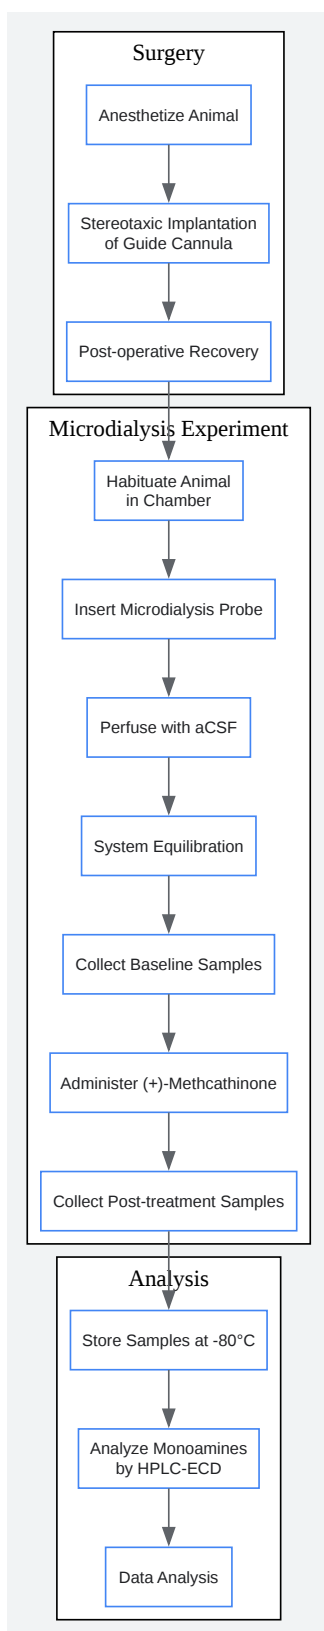 Surgery
Anesthetize Animal
Stereotaxic Implantation
of Guide Cannula
Post-operative Recovery
Microdialysis Experiment
Habituate Animal
in Chamber
Insert Microdialysis Probe
Perfuse with aCSF
System Equilibration
Collect Baseline Samples
Administer (+)-Methcathinone
Collect Post-treatment Samples
Analysis
Store Samples at -80°C
Analyze Monoamines
by HPLC-ECD
Data Analysis